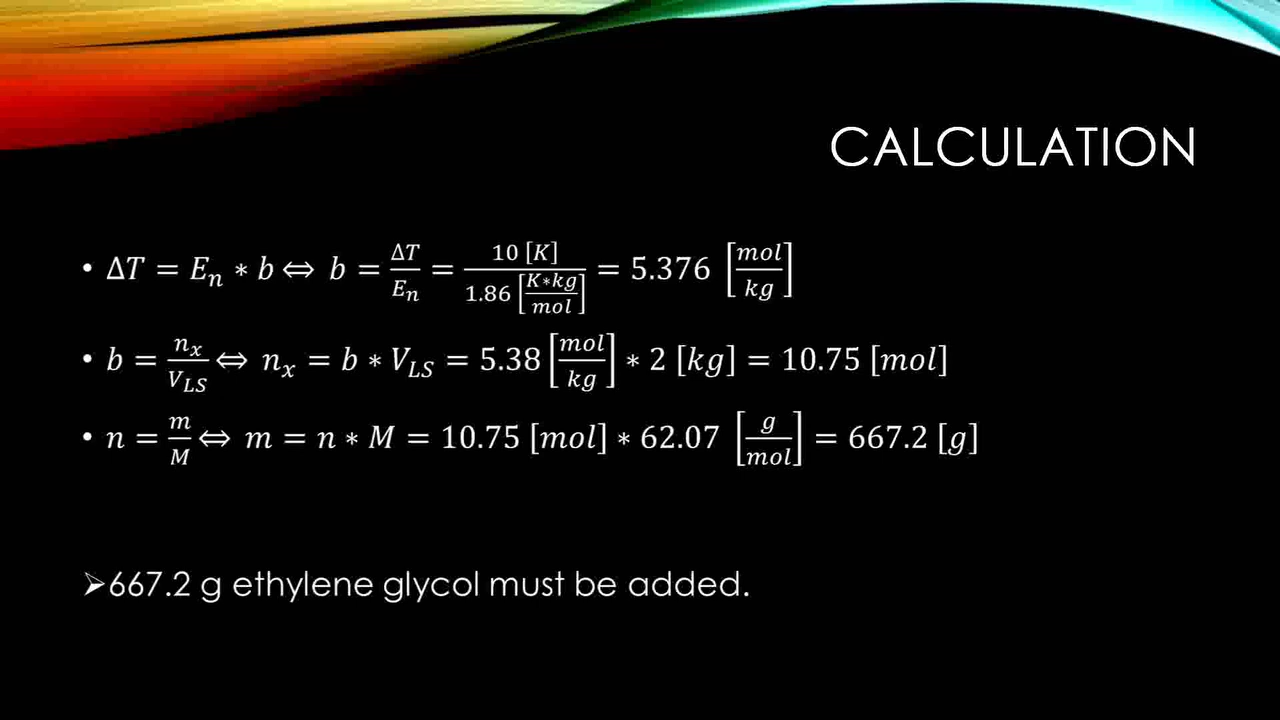 CALCULATION
• ΔT = E_n * b ⇔ b = ΔT/E_n = 10 [K] / 1.86 [K*kg/mol] = 5.376 [mol/kg]
• b = n_x/V_LS ⇔ n_x = b * V_LS = 5.38 [mol/kg] * 2 [kg] = 10.75 [mol]
• n = m/M ⇔ m = n * M = 10.75 [mol] * 62.07 [g/mol] = 667.2 [g]
➢667.2 g ethylene glycol must be added.